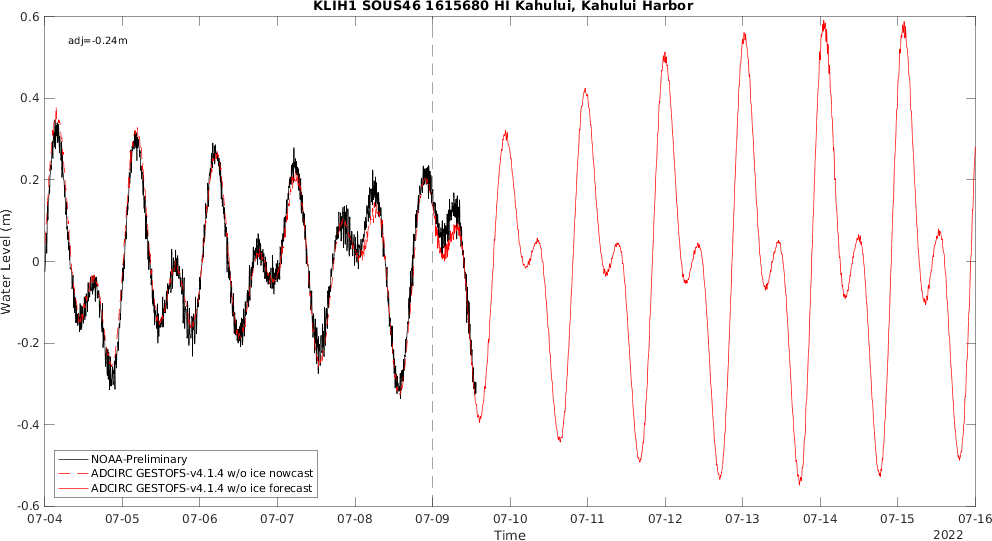 KLIH1 SOUS46 1615680 HI Kahului, Kahului Harbor
0.6
adj=-0.24m
0.4
0.2
0
-0.2
-0.4
-0.6
Water Level (m)
NOAA-Preliminary
ADCIRC GESTOFS-v4.1.4 w/o ice nowcast
ADCIRC GESTOFS-v4.1.4 w/o ice forecast
07-04 07-05 07-06 07-07 07-08 07-09 07-10 07-11 07-12 07-13 07-14 07-15 07-16
Time
2022